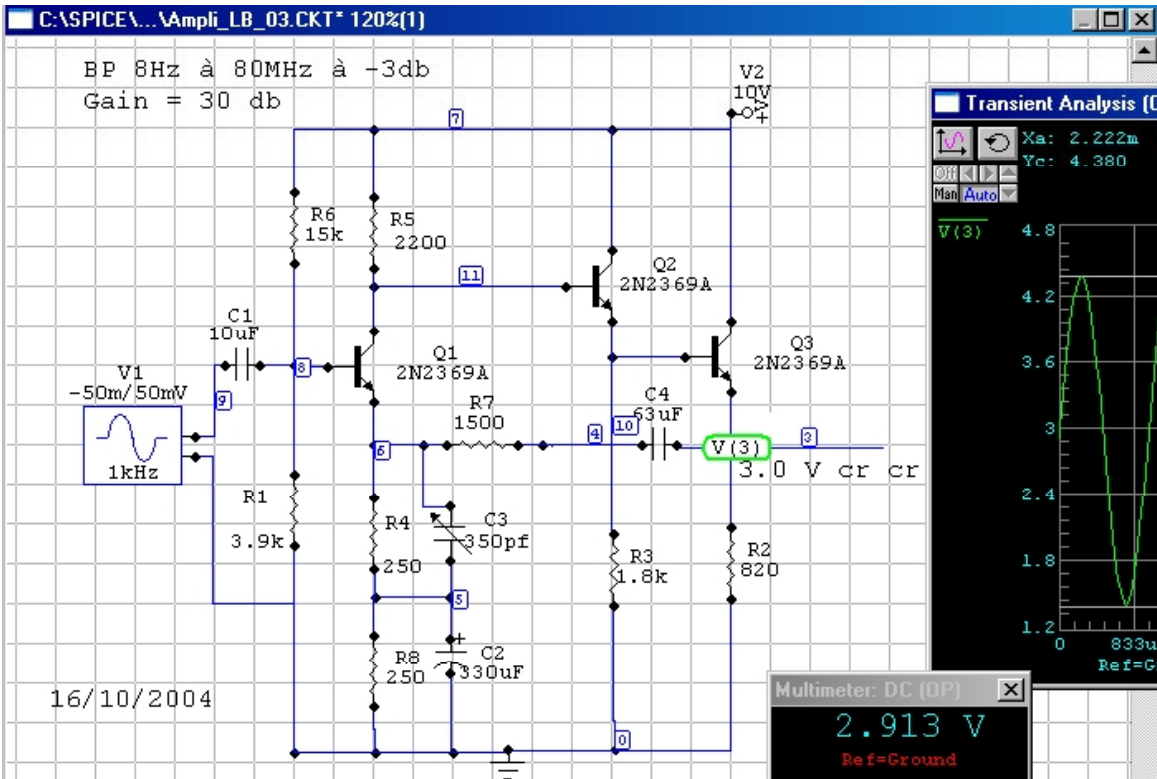 C:\SPICE\...\Ampli_LB_03.CKT* 120%(1)
BP 8Hz à 80MHz à -3db
Gain = 30 db
V2
10V
+V
7
R6
15k
R5
2200
11
Q2
2N2369A
C1
10uF
8
Q1
2N2369A
Q3
2N2369A
V1
-50m/50mV
9
1kHz
R7
1500
4
10
C4
63uF
V(3)
3
3.0 V cr cr
6
R1
3.9k
R4
250
C3
350pf
5
R3
1.8k
R2
820
R8
250
C2
+
330uF
0
16/10/2004
Transient Analysis (O
Xa: 2.222m
Yc: 4.380
Off
Man
Auto
V(3)
4.8
4.2
3.6
3
2.4
1.8
1.2
0
833u
Ref=G
Multimeter: DC (OP)
2.913 V
Ref=Ground